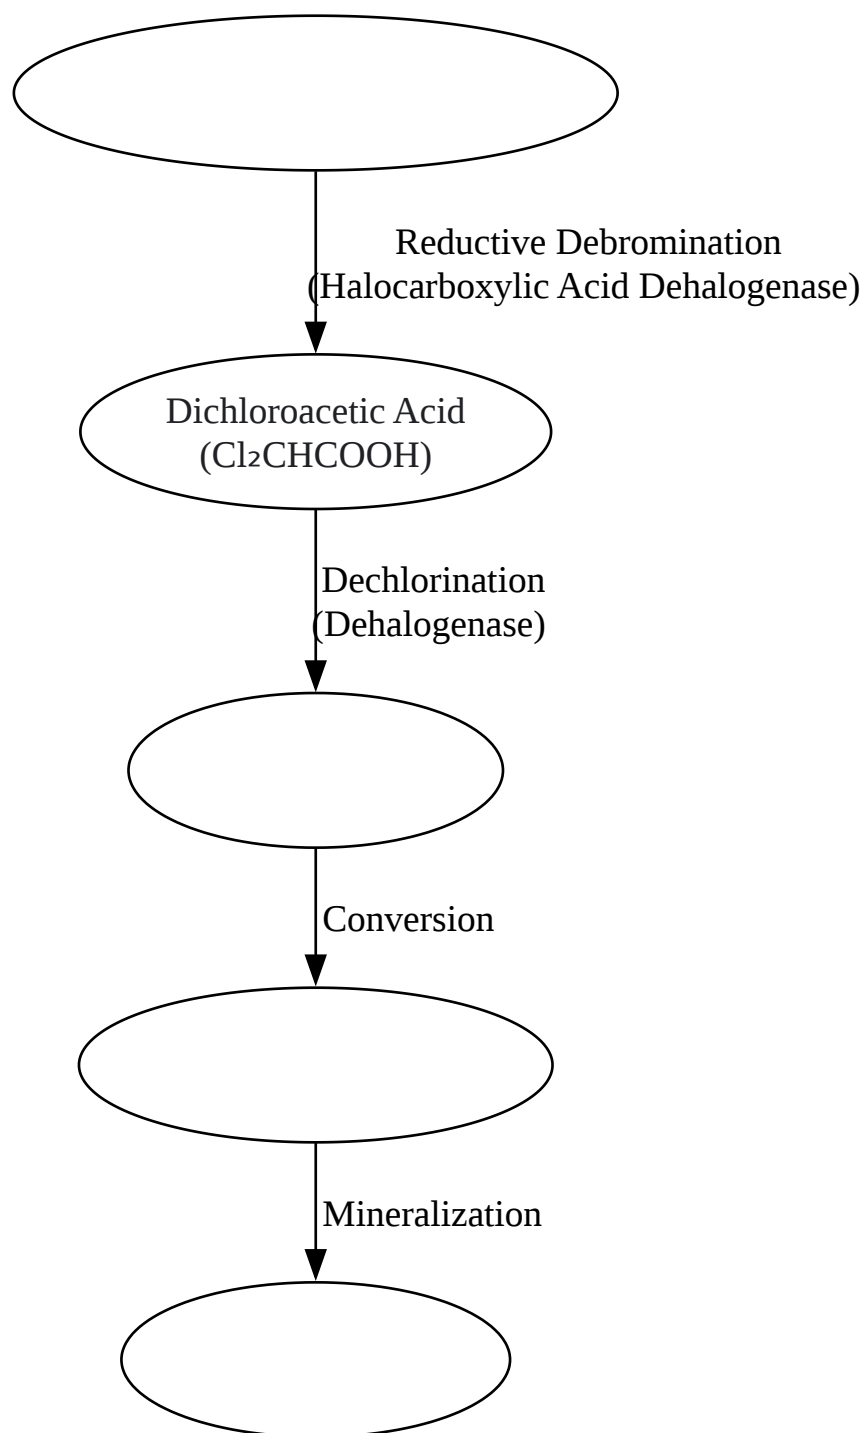 Reductive Debromination
(Halocarboxylic Acid Dehalogenase)
Dichloroacetic Acid
(Cl₂CHCOOH)
Dechlorination
(Dehalogenase)
Conversion
Mineralization